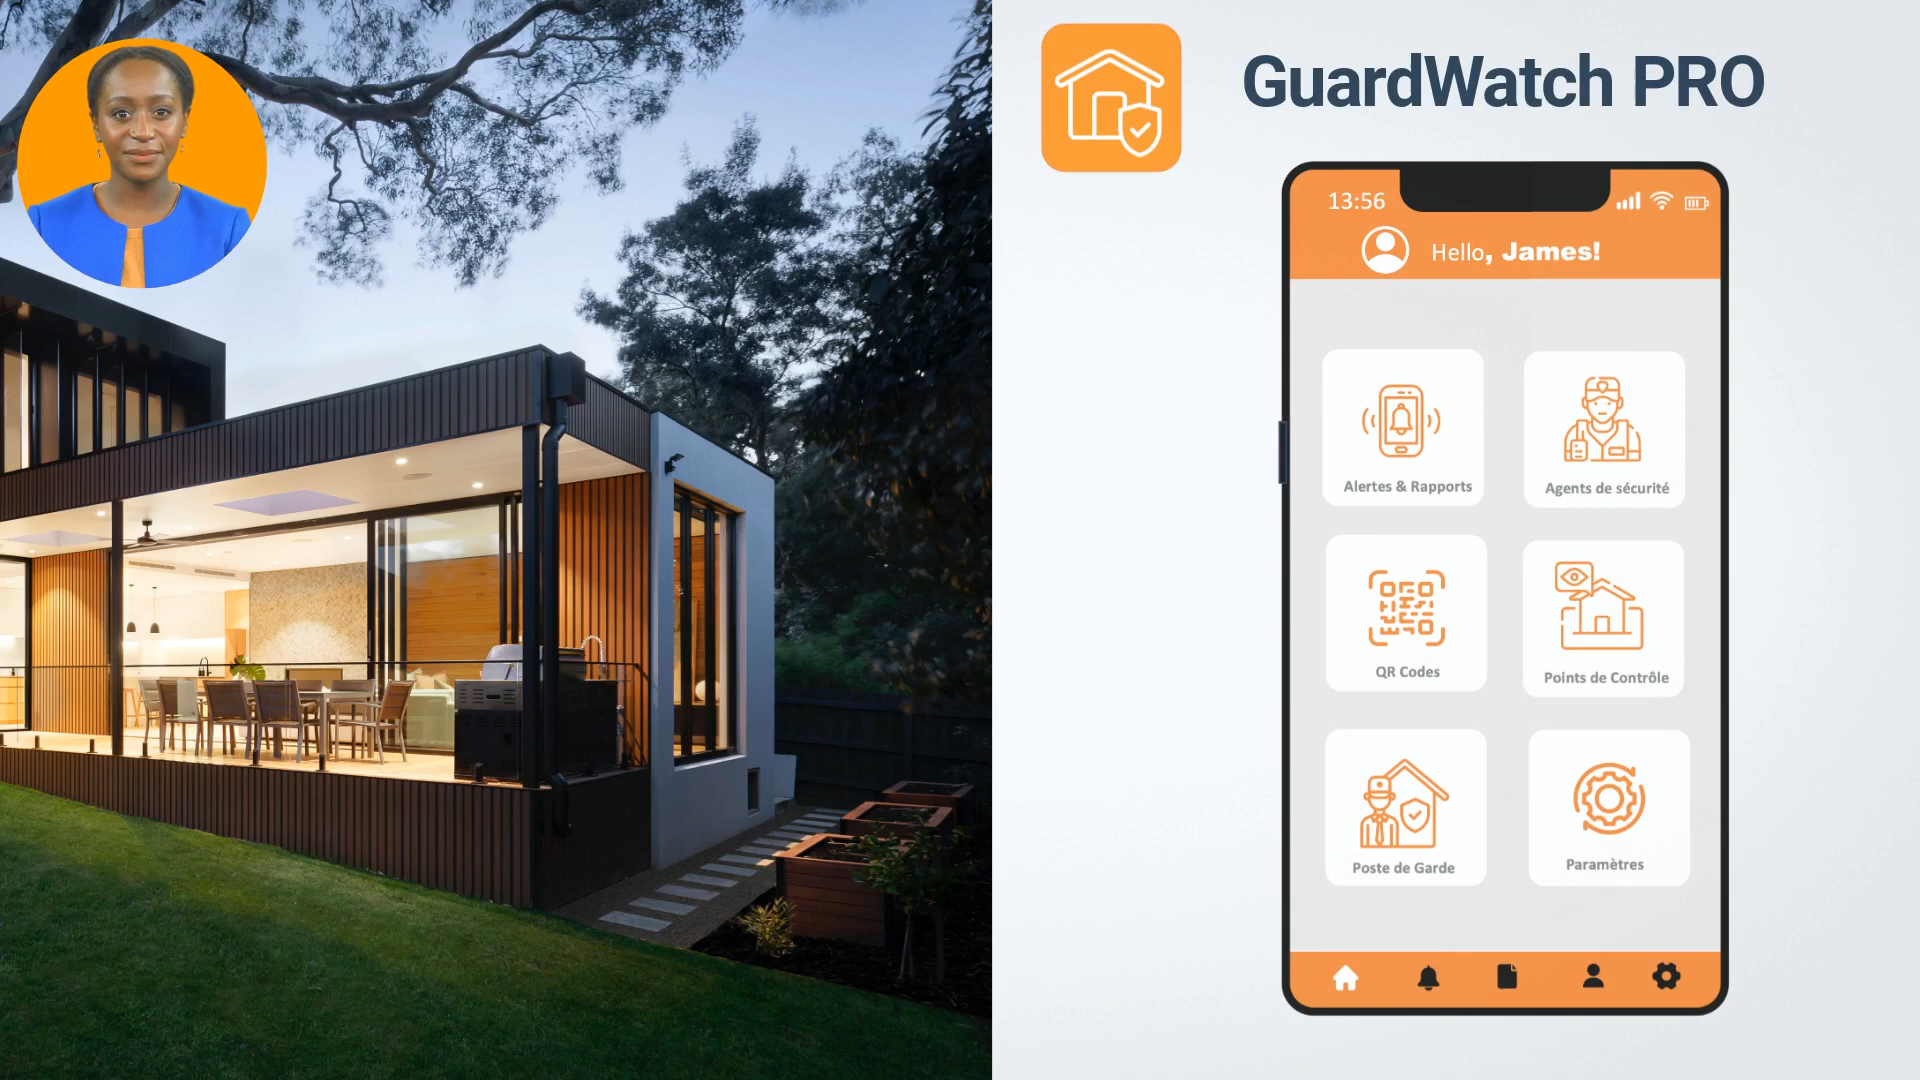 GuardWatch PRO
13:56
Hello, James!
Alertes & Rapports
Agents de sécurité
QR Codes
Points de Contrôle
Poste de Garde
Paramètres